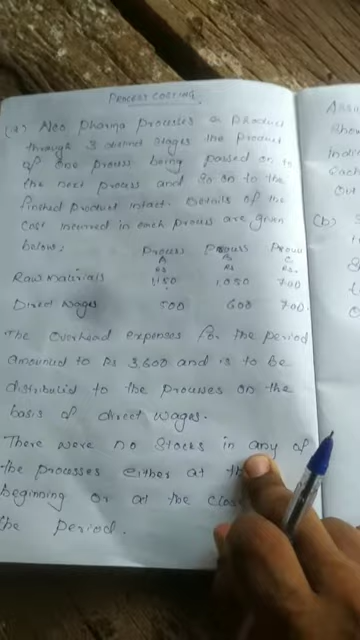 PROCESS COSTING
(a) Neo Pharma Processes a Product
through 3 distinct stages the product
of one process being passed on to
the next process and so on to the
finished product intact. Details of the
Cost incurred in each process are given
below:
Process A Rs Process B Rs Process C Rs.
Raw Materials 1,050 700
Direct Wages 500 600 700.
The Overhead expenses for the period
amounted to Rs 3,600 and is to be
distributed to the processes on the
basis of direct wages.
There were no stocks in any of
the processes either at the
beginning or at the close
the period.
Assu
(b)